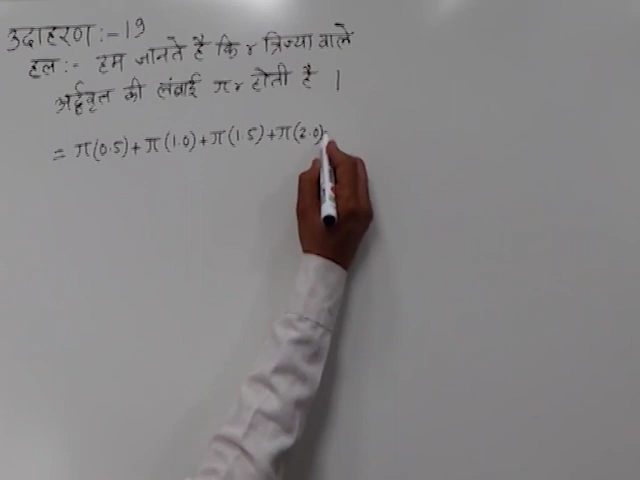 उदाहरण:-19
हल:- हम जानते है कि r त्रिज्या वाले
अर्द्धवृत्त की लंबाई πr होती है ।
= π(0.5)+π(1.0)+π(1.5)+π(2.0)